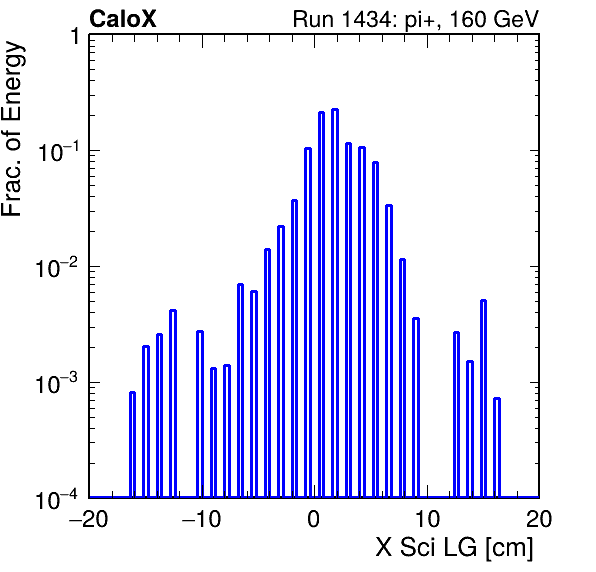 CaloX Run 1434: pi+, 160 GeV
Frac. of Energy
1
10⁻¹
10⁻²
10⁻³
10⁻⁴
−20 −10 0 10 20
X Sci LG [cm]